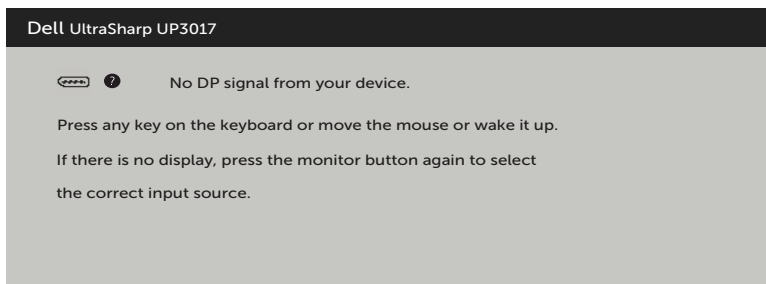 Dell UltraSharp UP3017
? No DP signal from your device.
Press any key on the keyboard or move the mouse or wake it up.
If there is no display, press the monitor button again to select
the correct input source.